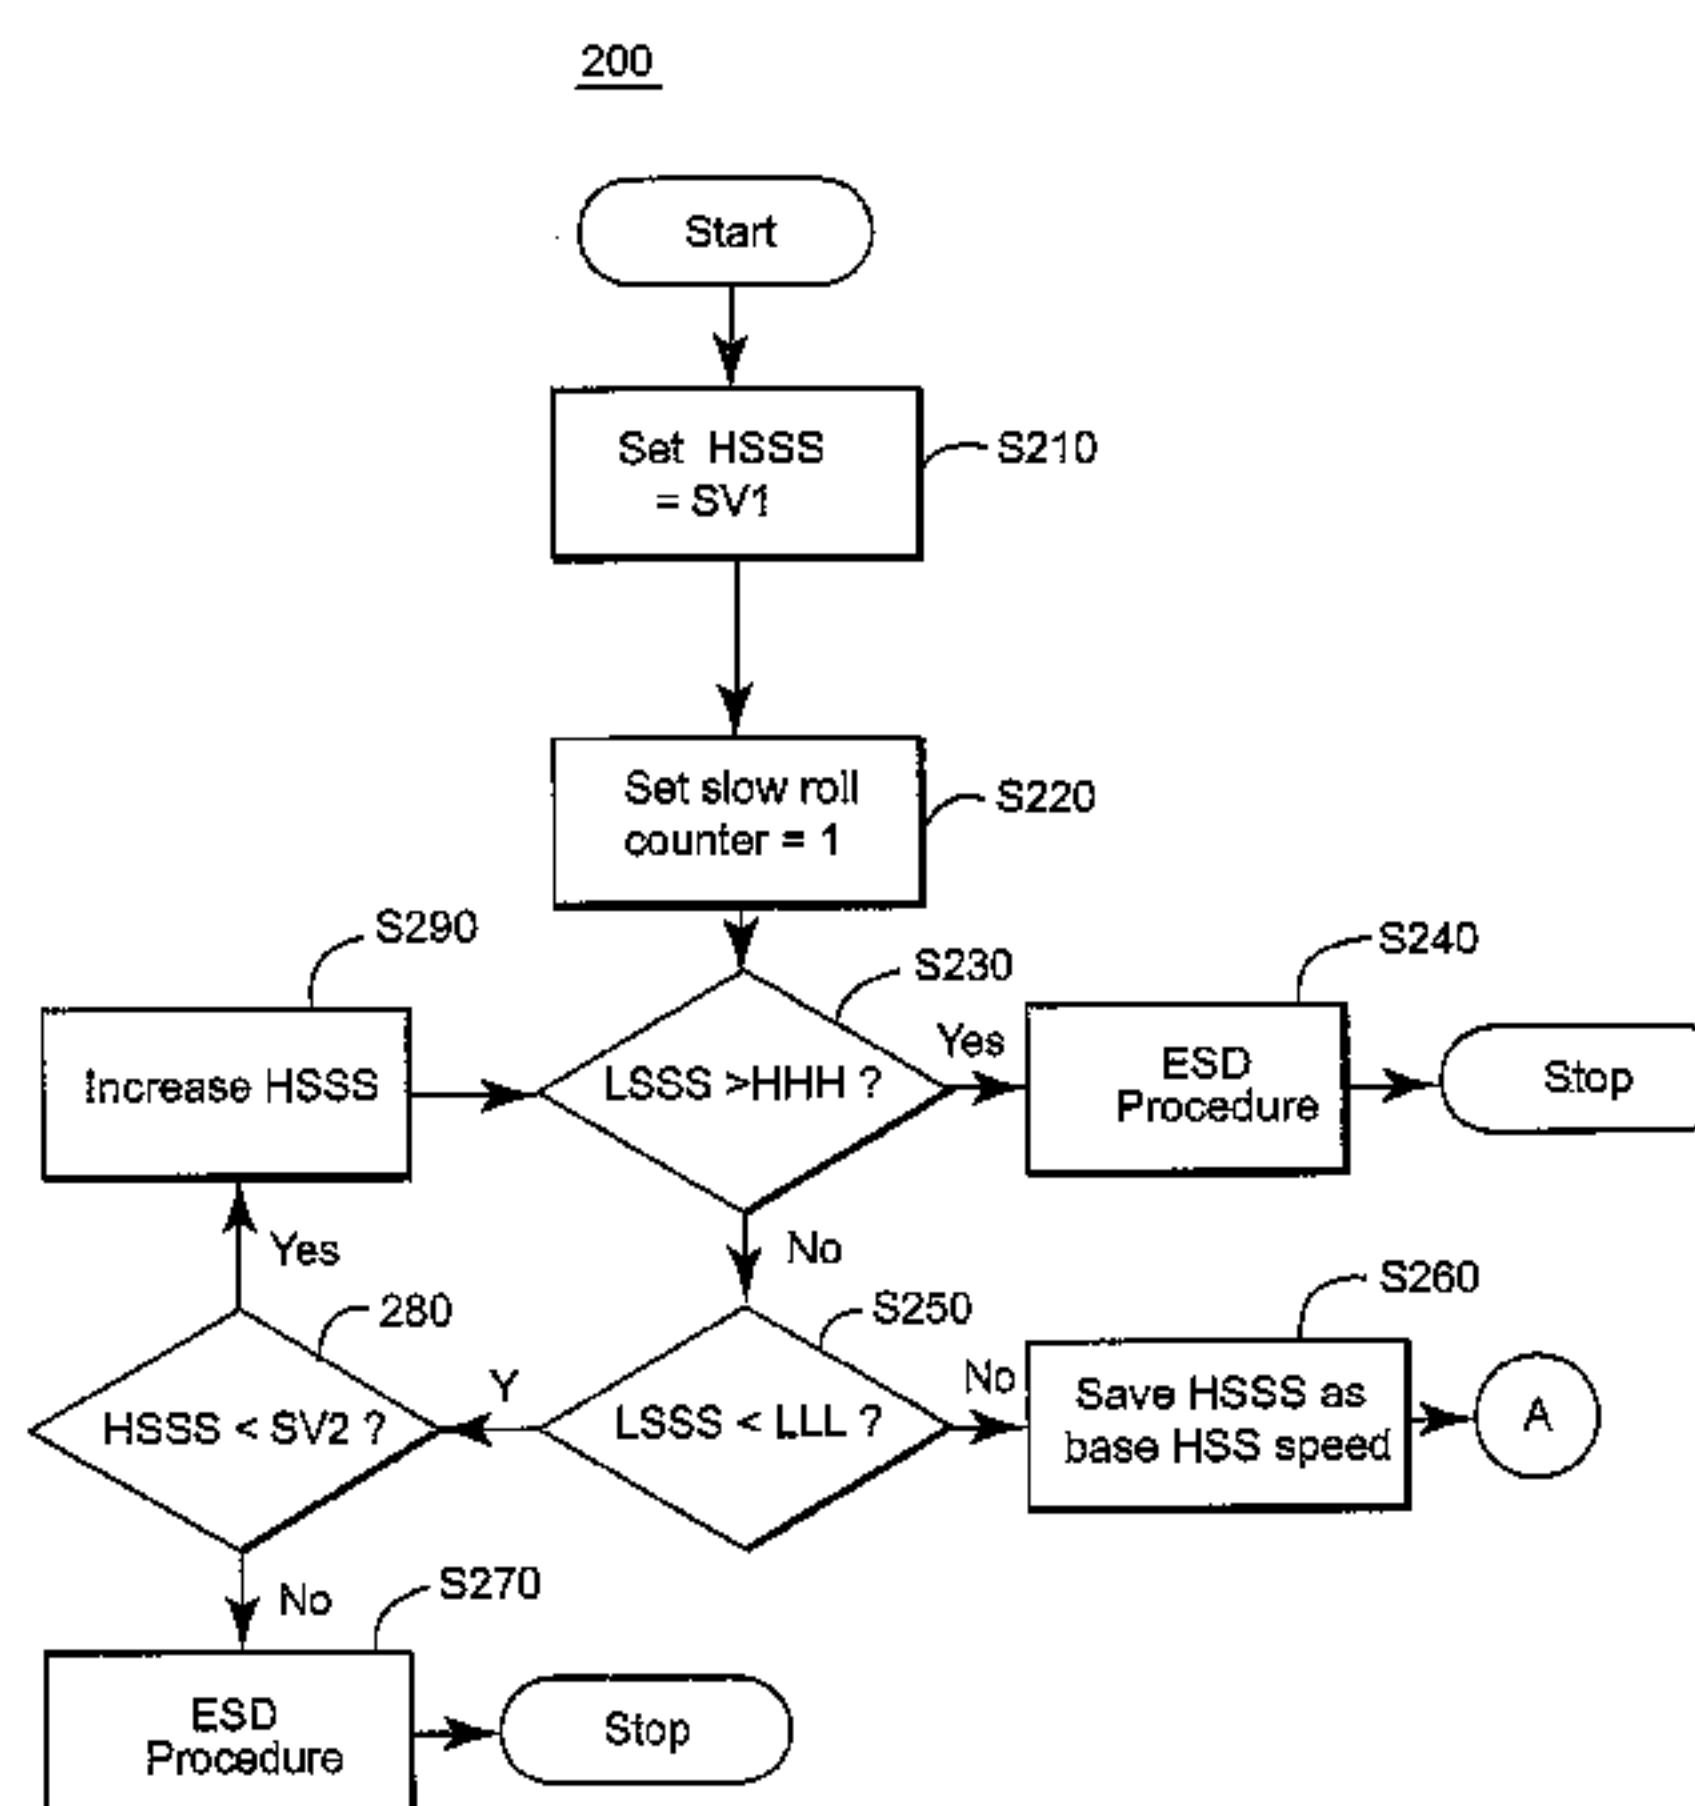 200
Start
Set HSSS
= SV1
S210
Set slow roll
counter = 1
S220
S290
S230
S240
Increase HSSS
LSSS >HHH ?
Yes
ESD
Procedure
Stop
Yes
No
280
S250
S260
HSSS < SV2 ?
Y
LSSS < LLL ?
No
Save HSSS as
base HSS speed
A
No
S270
ESD
Procedure
Stop